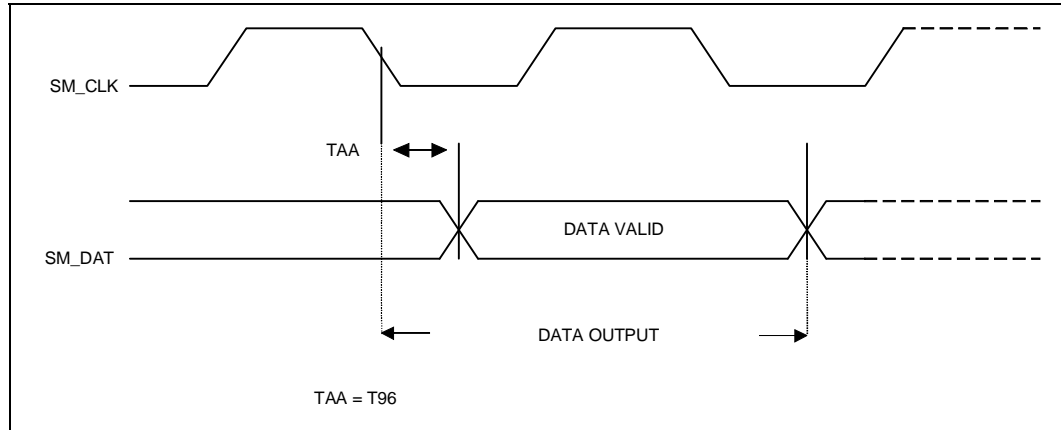 SM_CLK
TAA
DATA VALID
SM_DAT
DATA OUTPUT
TAA = T96